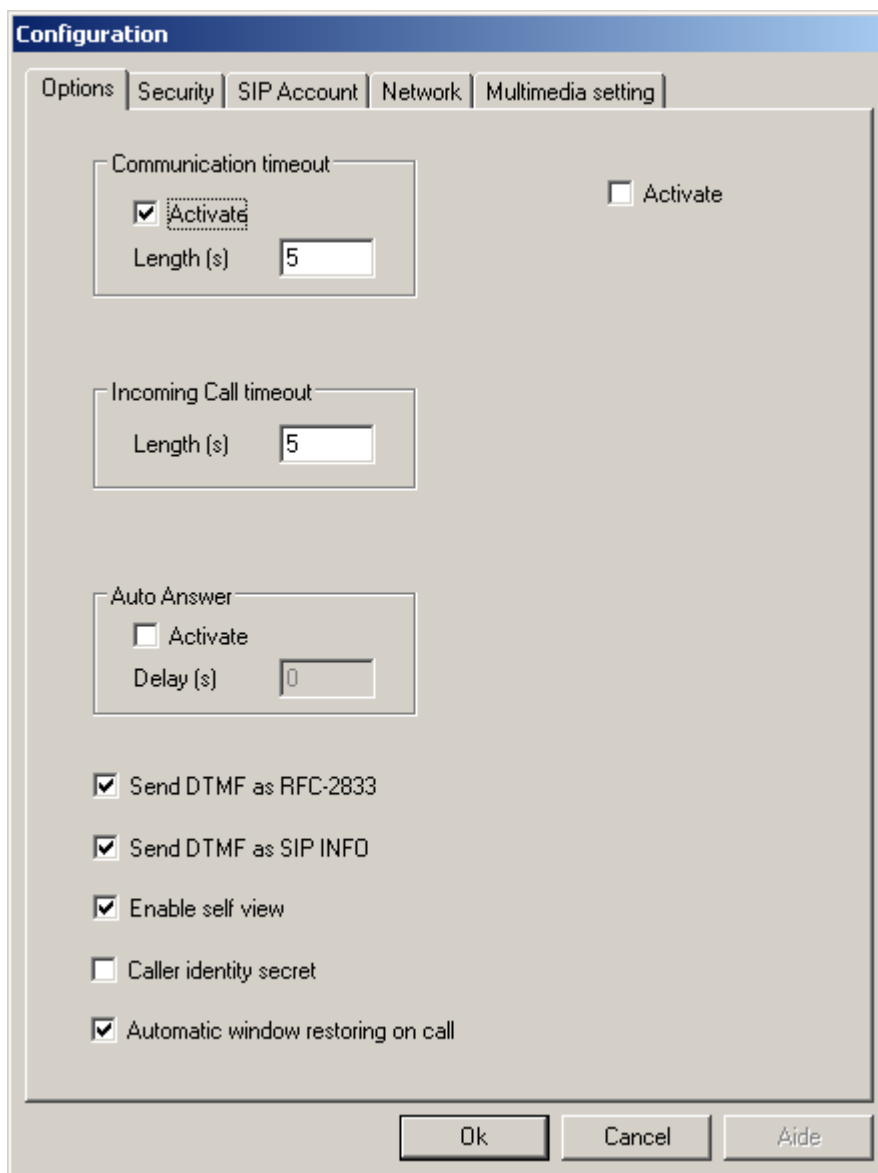 Configuration
Options Security SIP Account Network Multimedia setting
Communication timeout
Activate
Activate
Length (s) 5
Incoming Call timeout
Length (s) 5
Auto Answer
Activate
Delay (s) 0
Send DTMF as RFC-2833
Send DTMF as SIP INFO
Enable self view
Caller identity secret
Automatic window restoring on call
Ok Cancel Aide